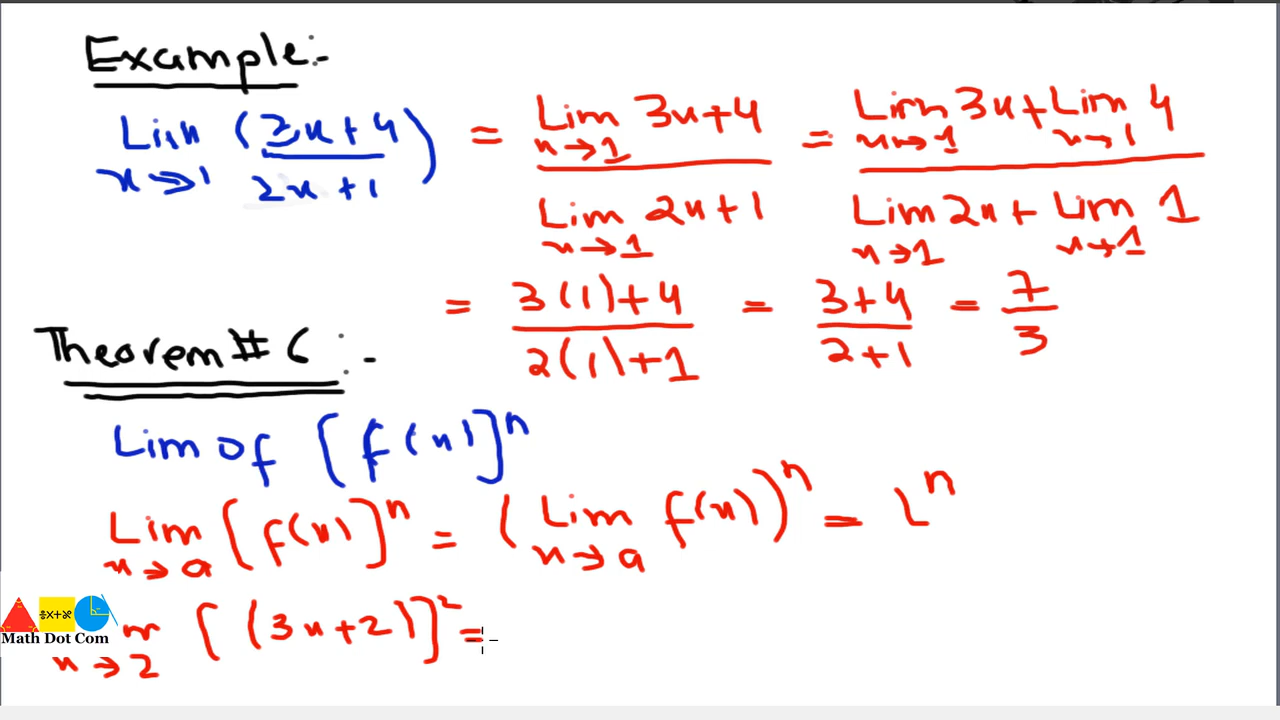 Example:-
Lim x→1 (3x+4 / 2x+1) = Lim x→1 3x+4 / Lim x→1 2x+1 = Lim x→1 3x + Lim x→1 4 / Lim x→1 2x + Lim x→1 1
= 3(1)+4 / 2(1)+1 = 3+4 / 2+1 = 7/3
Theorem # 6 :-
Lim of [f(x)]^n
Lim x→a [f(x)]^n = (Lim x→a f(x))^n = L^n
m x→2 [(3x+2)]^2 =
Math Dot Com